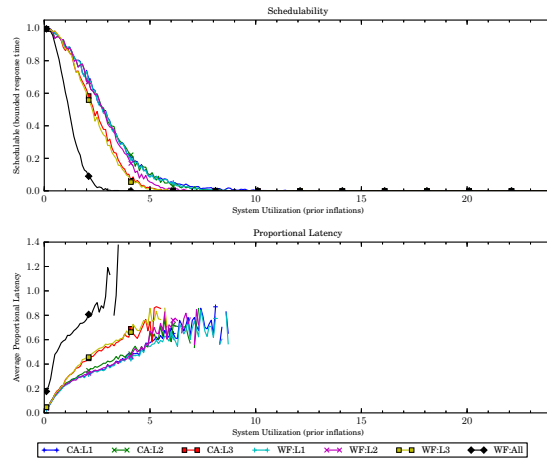 Schedulability
Schedulable (bounded response time)
1.0
0.8
0.6
0.4
0.2
0.0
0 5 10 15 20
System Utilization (prior inflations)
Proportional Latency
Average Proportional Latency
1.4
1.2
1.0
0.8
0.6
0.4
0.2
0.0
0 5 10 15 20
System Utilization (prior inflations)
CA:L1 CA:L2 CA:L3 WF:L1 WF:L2 WF:L3 WF:All